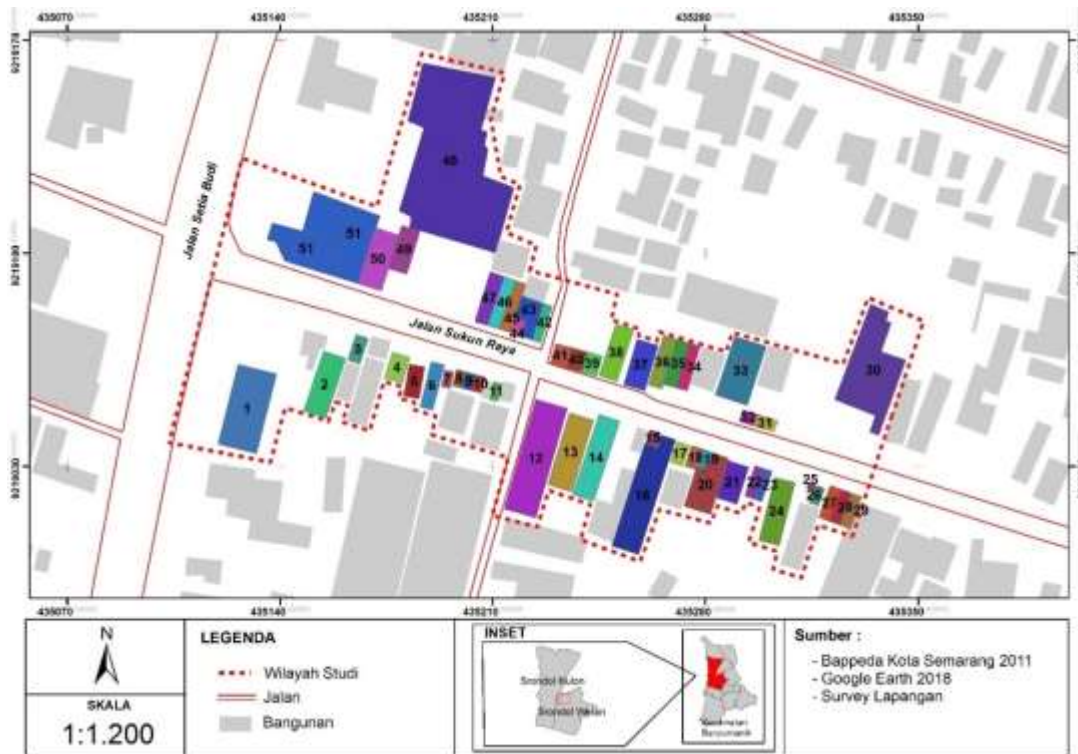 435070 435140 435210 435280 435350
9219170
9219100
9219030
Jalan Setia Budi
Jalan Sukun Raya
48
51 51 50 49
47 46 45 44 43 42
41 40 39 38 37 36 35 34 33 32 31 30
1 2 3 4 5 6 7 8 9 10 11
12 13 14 15 16 17 18 19 20 21 22 23 24 25 26 27 28 29
435070 435140 435210 435280 435350
N
SKALA
1:1.200
LEGENDA
Wilayah Studi
Jalan
Bangunan
INSET
Srondol Kulon
Srondol Wetan
Kecamatan
Banyumanik
Sumber :
- Bappeda Kota Semarang 2011
- Google Earth 2018
- Survey Lapangan